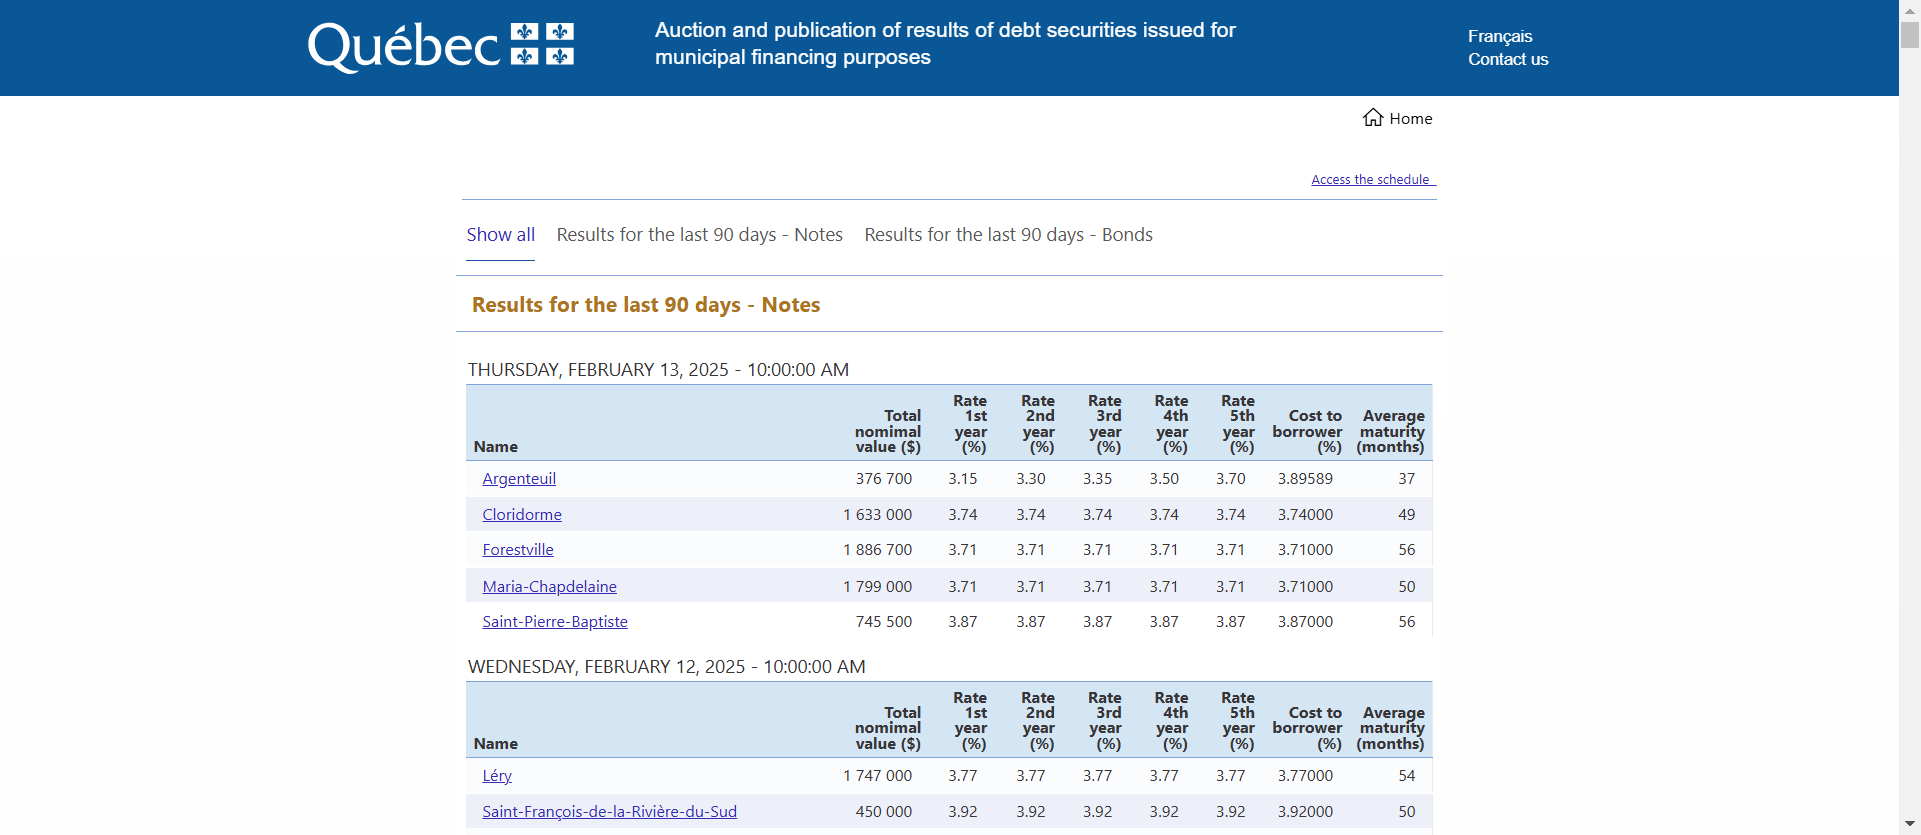 Québec
Auction and publication of results of debt securities issued for
municipal financing purposes
Français
Contact us
Home
Access the schedule
Show all Results for the last 90 days - Notes Results for the last 90 days - Bonds
Results for the last 90 days - Notes
THURSDAY, FEBRUARY 13, 2025 - 10:00:00 AM
Name Total nomimal value ($) Rate 1st year (%) Rate 2nd year (%) Rate 3rd year (%) Rate 4th year (%) Rate 5th year (%) Cost to borrower (%) Average maturity (months)
Argenteuil 376 700 3.15 3.30 3.35 3.50 3.70 3.89589 37
Cloridorme 1 633 000 3.74 3.74 3.74 3.74 3.74 3.74000 49
Forestville 1 886 700 3.71 3.71 3.71 3.71 3.71 3.71000 56
Maria-Chapdelaine 1 799 000 3.71 3.71 3.71 3.71 3.71 3.71000 50
Saint-Pierre-Baptiste 745 500 3.87 3.87 3.87 3.87 3.87 3.87000 56
WEDNESDAY, FEBRUARY 12, 2025 - 10:00:00 AM
Name Total nomimal value ($) Rate 1st year (%) Rate 2nd year (%) Rate 3rd year (%) Rate 4th year (%) Rate 5th year (%) Cost to borrower (%) Average maturity (months)
Léry 1 747 000 3.77 3.77 3.77 3.77 3.77 3.77000 54
Saint-François-de-la-Rivière-du-Sud 450 000 3.92 3.92 3.92 3.92 3.92 3.92000 50